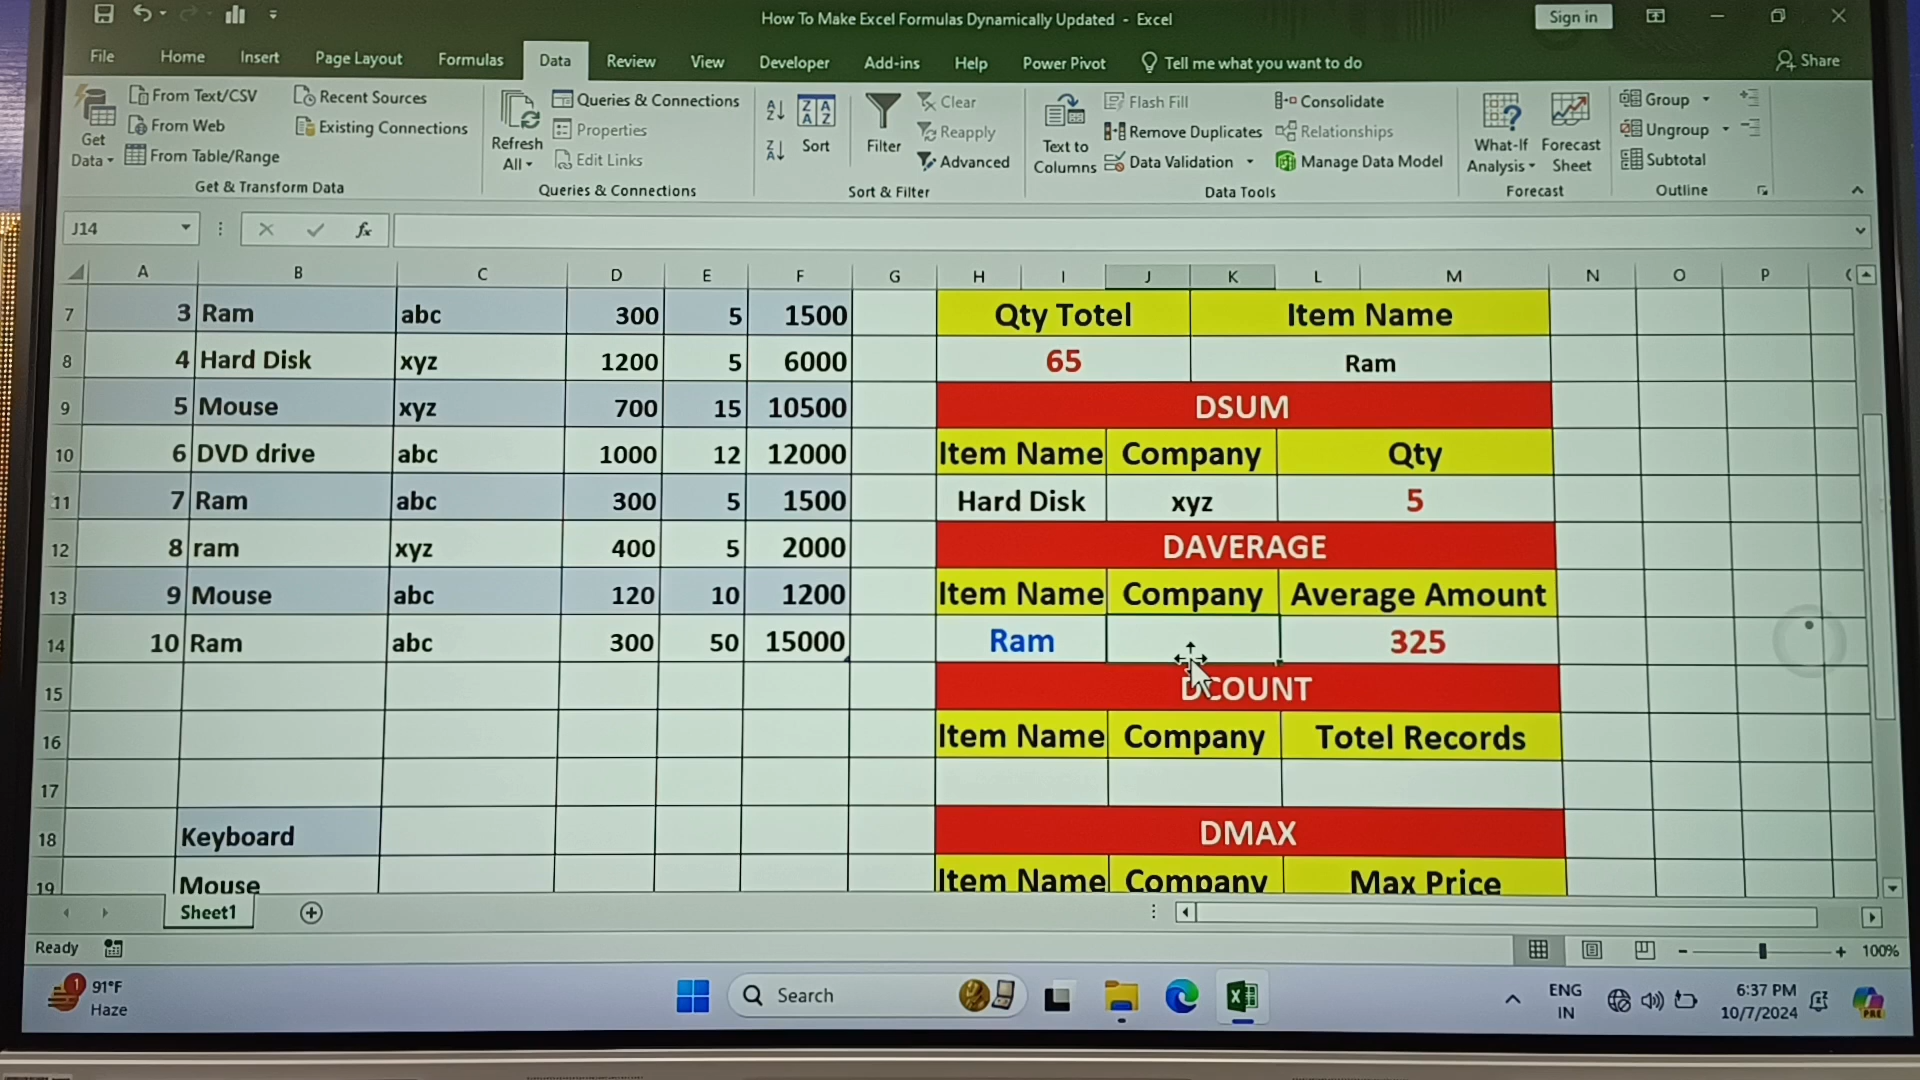 How To Make Excel Formulas Dynamically Updated - Excel
Sign in
File Home Insert Page Layout Formulas Data Review View Developer Add-ins Help Power Pivot Tell me what you want to do Share
Get Data
From Text/CSV
From Web
From Table/Range
Recent Sources
Existing Connections
Get & Transform Data
Refresh All
Queries & Connections
Properties
Edit Links
Queries & Connections
Sort
Filter
Clear
Reapply
Advanced
Sort & Filter
Text to Columns
Flash Fill
Remove Duplicates
Data Validation
Consolidate
Relationships
Manage Data Model
Data Tools
What-If Analysis
Forecast Sheet
Forecast
Group
Ungroup
Subtotal
Outline
J14
fx
A B C D E F G H I J K L M N O P
7 3 Ram abc 300 5 1500 Qty Totel Item Name
8 4 Hard Disk xyz 1200 5 6000 65 Ram
9 5 Mouse xyz 700 15 10500 DSUM
10 6 DVD drive abc 1000 12 12000 Item Name Company Qty
11 7 Ram abc 300 5 1500 Hard Disk xyz 5
12 8 ram xyz 400 5 2000 DAVERAGE
13 9 Mouse abc 120 10 1200 Item Name Company Average Amount
14 10 Ram abc 300 50 15000 Ram 325
15 DCOUNT
16 Item Name Company Totel Records
17
18 Keyboard DMAX
19 Mouse Item Name Company Max Price
Sheet1
Ready
100%
1
91°F
Haze
Search
ENG
IN
6:37 PM
10/7/2024
PRE